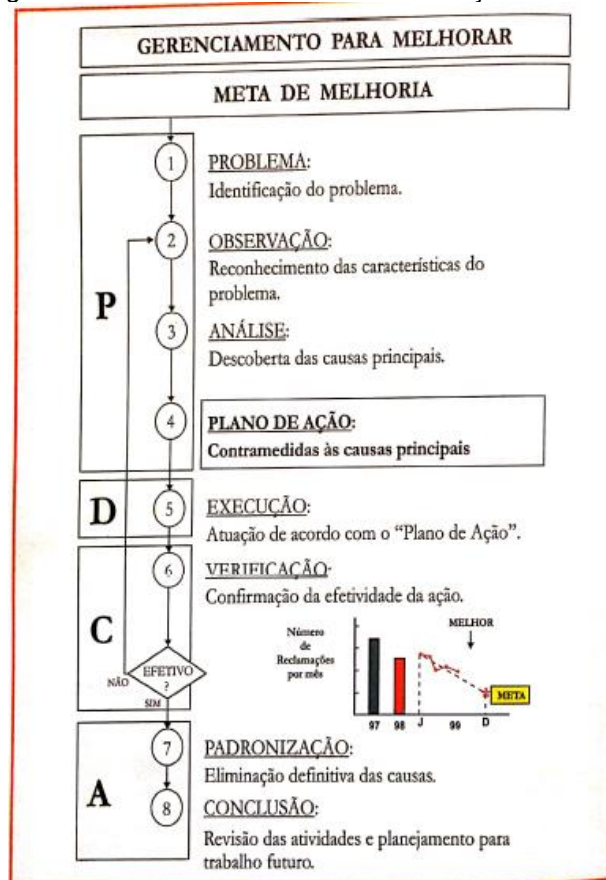 GERENCIAMENTO PARA MELHORAR
META DE MELHORIA
P
1
PROBLEMA:
Identificação do problema.
2
OBSERVAÇÃO:
Reconhecimento das características do
problema.
3
ANÁLISE:
Descoberta das causas principais.
4
PLANO DE AÇÃO:
Contramedidas às causas principais
D
5
EXECUÇÃO:
Atuação de acordo com o “Plano de Ação”.
C
6
VERIFICAÇÃO:
Confirmação da efetividade da ação.
EFETIVO
?
NÃO
SIM
Número
de
Reclamações
por mês
MELHOR
META
97 98 J 99 D
A
7
PADRONIZAÇÃO:
Eliminação definitiva das causas.
8
CONCLUSÃO:
Revisão das atividades e planejamento para
trabalho futuro.